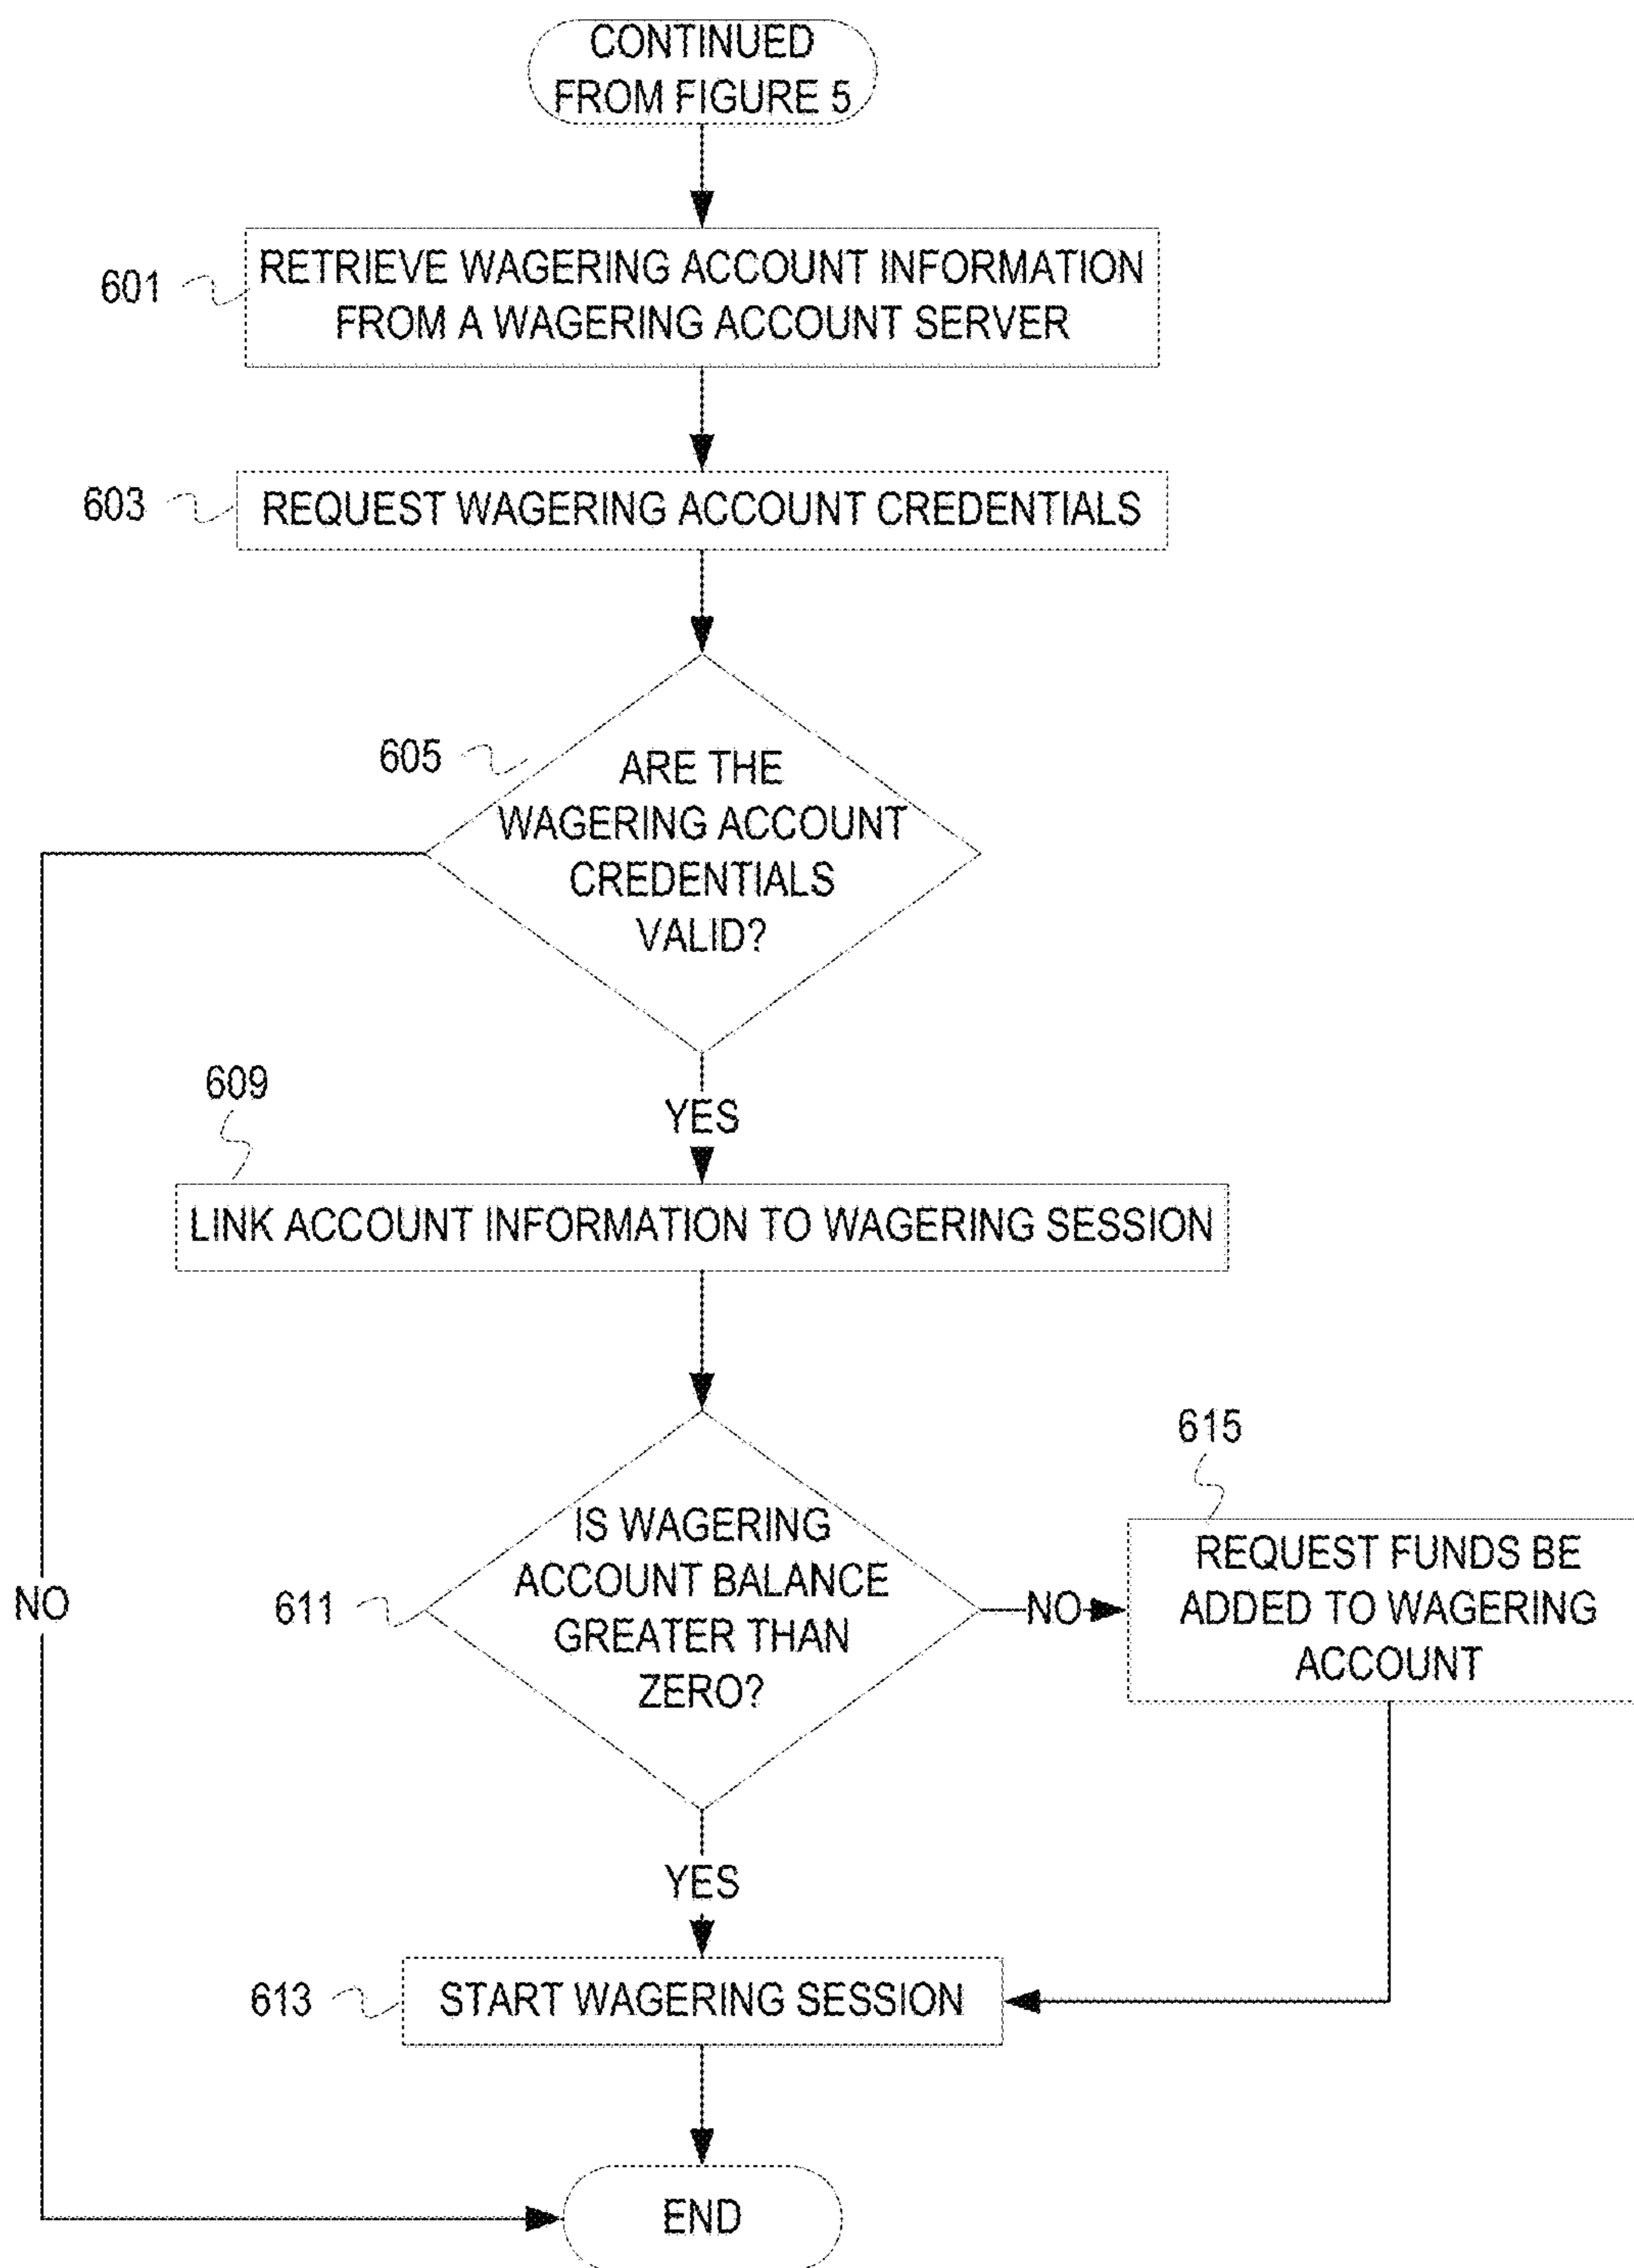 CONTINUED
FROM FIGURE 5
601
RETRIEVE WAGERING ACCOUNT INFORMATION
FROM A WAGERING ACCOUNT SERVER
603
REQUEST WAGERING ACCOUNT CREDENTIALS
605
ARE THE
WAGERING ACCOUNT
CREDENTIALS
VALID?
609
YES
LINK ACCOUNT INFORMATION TO WAGERING SESSION
615
IS WAGERING
ACCOUNT BALANCE
GREATER THAN
ZERO?
NO
611
NO
REQUEST FUNDS BE
ADDED TO WAGERING
ACCOUNT
YES
613
START WAGERING SESSION
END